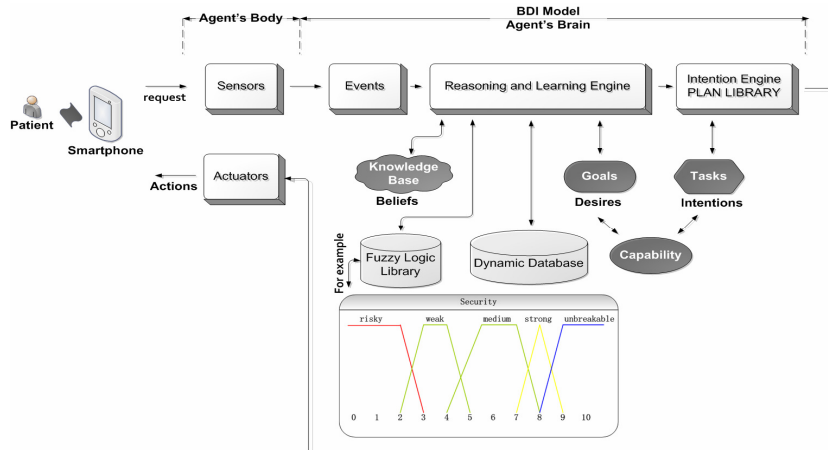 Agent's Body
BDI Model
Agent's Brain
request
Sensors
Events
Reasoning and Learning Engine
Intention Engine
PLAN LIBRARY
Patient
Smartphone
Actions
Actuators
Knowledge
Base
Beliefs
Goals
Desires
Tasks
Intentions
Capability
For example
Fuzzy Logic
Library
Dynamic Database
Security
risky weak medium strong unbreakable
0 1 2 3 4 5 6 7 8 9 10